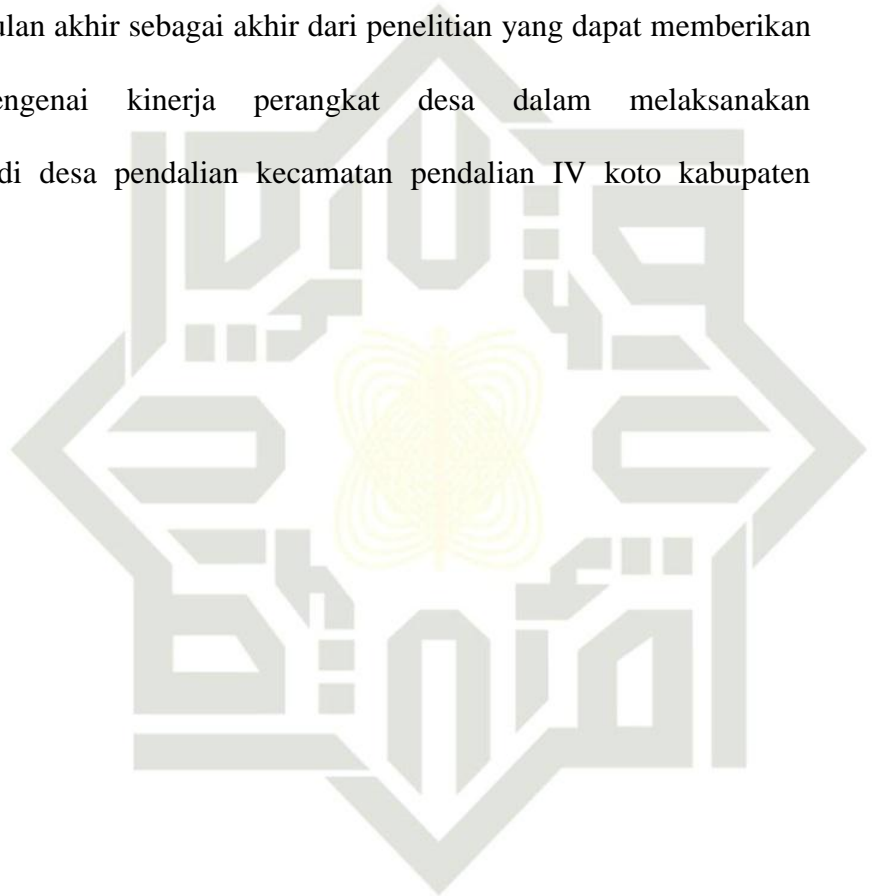 ulan akhir sebagai akhir dari penelitian yang dapat memberikan
engenai kinerja perangkat desa dalam melaksanakan
di desa pendalian kecamatan pendalian IV koto kabupaten